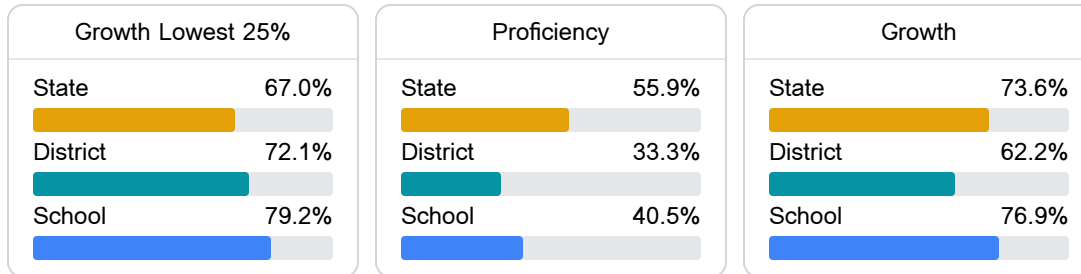 Growth Lowest 25%
State 67.0%
District 72.1%
School 79.2%
Proficiency
State 55.9%
District 33.3%
School 40.5%
Growth
State 73.6%
District 62.2%
School 76.9%